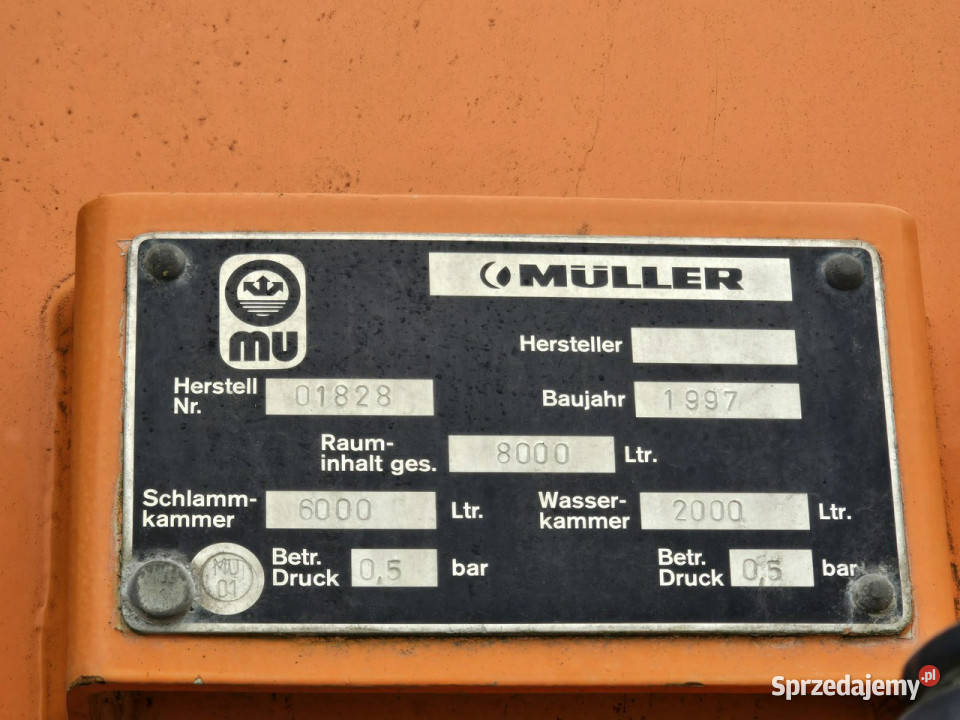 MÜLLER
MU
Hersteller
Herstell Nr. 01828
Baujahr 1997
Raum-
inhalt ges. 8000 Ltr.
Schlamm-
kammer 6000 Ltr.
Wasser-
kammer 2000 Ltr.
MU
01
Betr.
Druck 0,5 bar
Betr.
Druck 0,5 bar
Sprzedajemy.pl